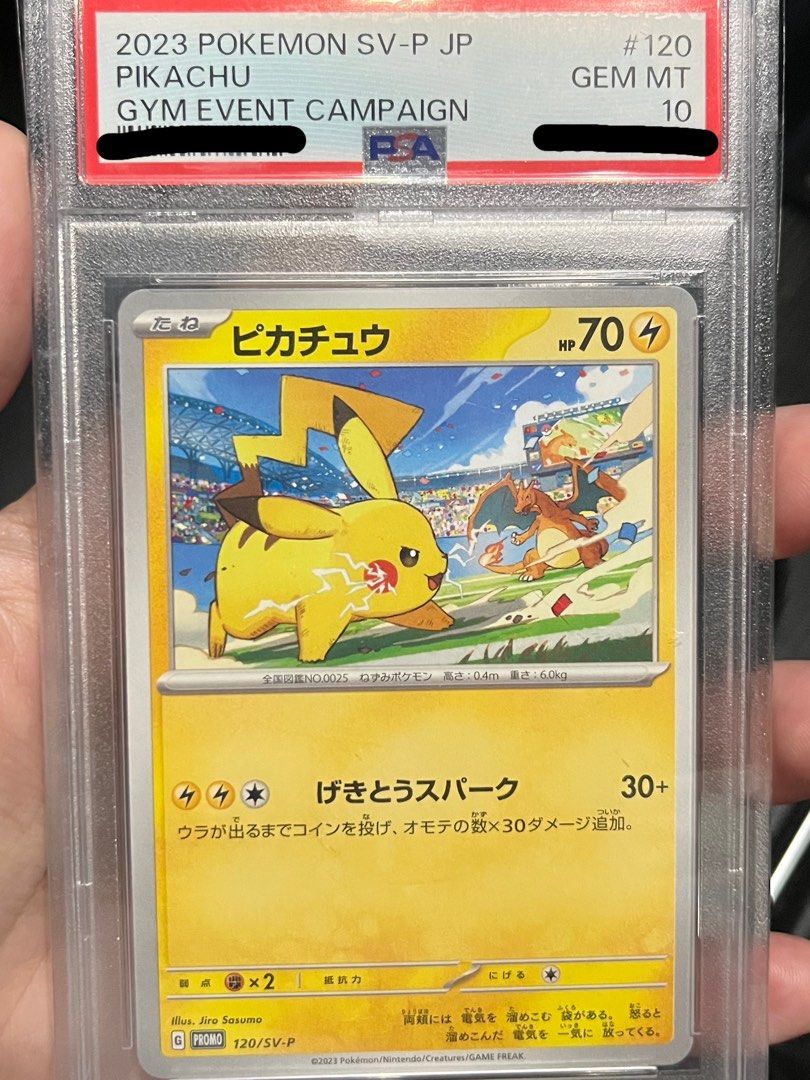 2023 POKEMON SV-P JP #120
PIKACHU GEM MT
GYM EVENT CAMPAIGN 10
PSA
たね ピカチュウ HP 70
全国図鑑NO.0025 ねずみポケモン 高さ:0.4m 重さ:6.0kg
げきとうスパーク 30+
ウラが出るまでコインを投げ、オモテの数×30ダメージ追加。
弱点 ×2 抵抗力 にげる
Illus. Jiro Sasumo
両頬には 電気を 溜めこむ 袋がある。 怒ると
溜めこんだ 電気を 一気に 放ってくる。
G PROMO 120/SV-P
©2023 Pokémon/Nintendo/Creatures/GAME FREAK